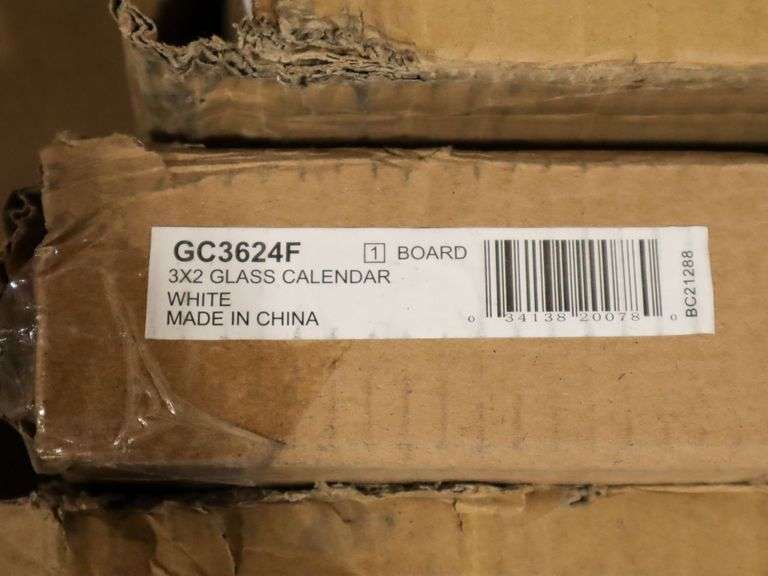 GC3624F 1 BOARD
3X2 GLASS CALENDAR
WHITE
MADE IN CHINA
0 34138 20078 0
BC21288